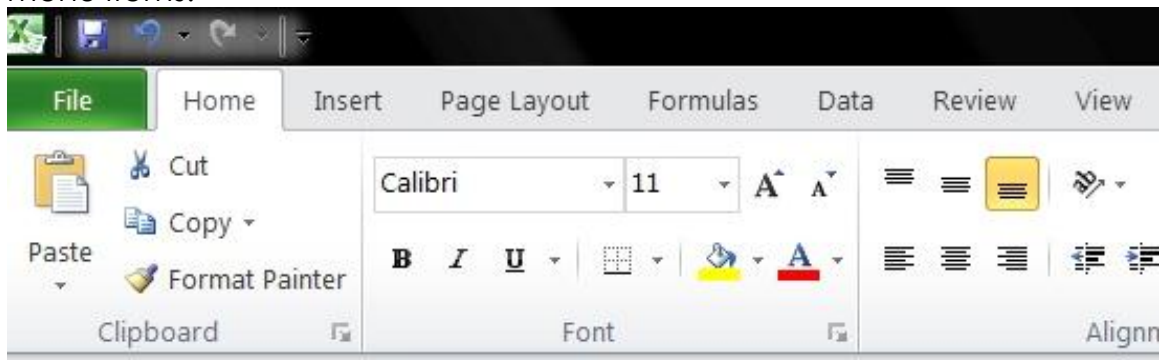 File Home Insert Page Layout Formulas Data Review View
Cut
Calibri 11
Copy
Paste
Format Painter
Clipboard Font